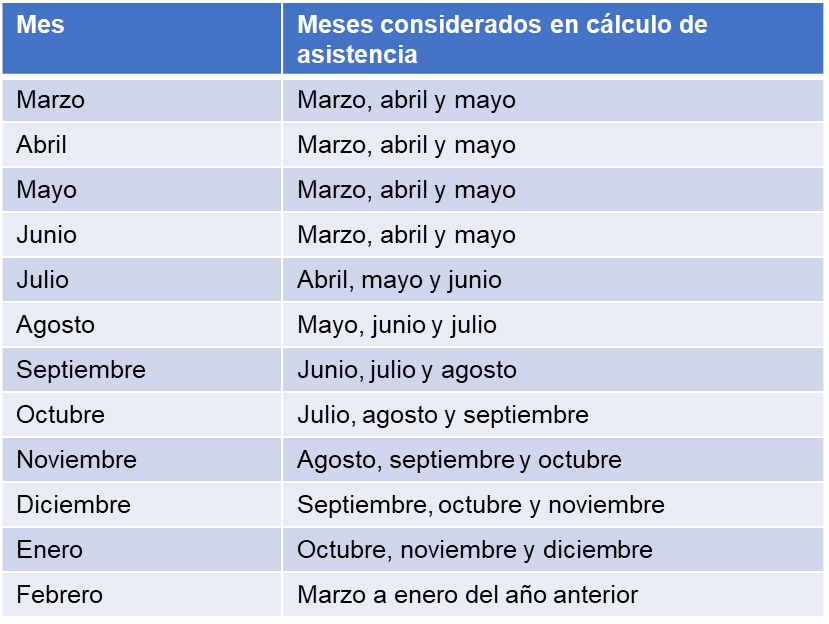 Mes
Meses considerados en cálculo de
asistencia
Marzo
Marzo, abril y mayo
Abril
Marzo, abril y mayo
Mayo
Marzo, abril y mayo
Junio
Marzo, abril y mayo
Julio
Abril, mayo y junio
Agosto
Mayo, junio y julio
Septiembre
Junio, julio y agosto
Octubre
Julio, agosto y septiembre
Noviembre
Agosto, septiembre y octubre
Diciembre
Septiembre, octubre y noviembre
Enero
Octubre, noviembre y diciembre
Febrero
Marzo a enero del año anterior